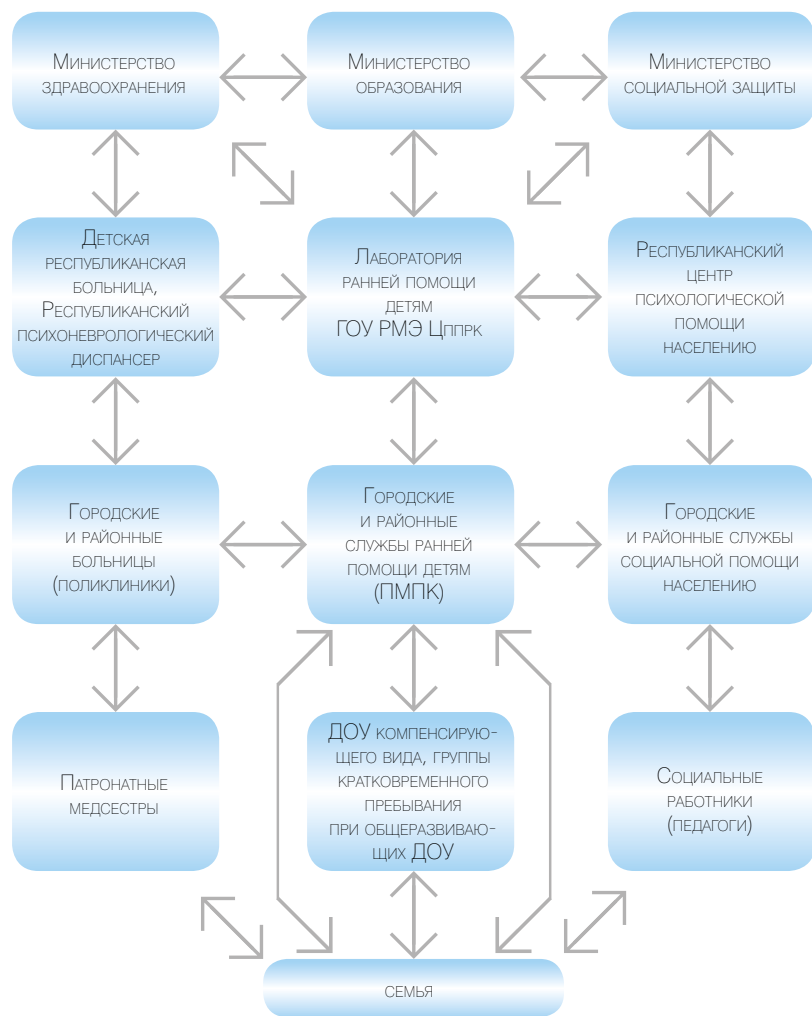 Министерство
здравоохранения
Министерство
образования
Министерство
социальной защиты
Детская
республиканская
больница,
Республиканский
психоневрологический
диспансер
Лаборатория
ранней помощи
детям
ГОУ РМЭ Цппрк
Республиканский
центр
психологической
помощи
населению
Городские
и районные
больницы
(поликлиники)
Городские
и районные
службы ранней
помощи детям
(ПМПК)
Городские
и районные службы
социальной помощи
населению
Патронатные
медсестры
ДОУ компенсирую-
щего вида, группы
кратковременного
пребывания
при общеразвиваю-
щих ДОУ
Социальные
работники
(педагоги)
семья